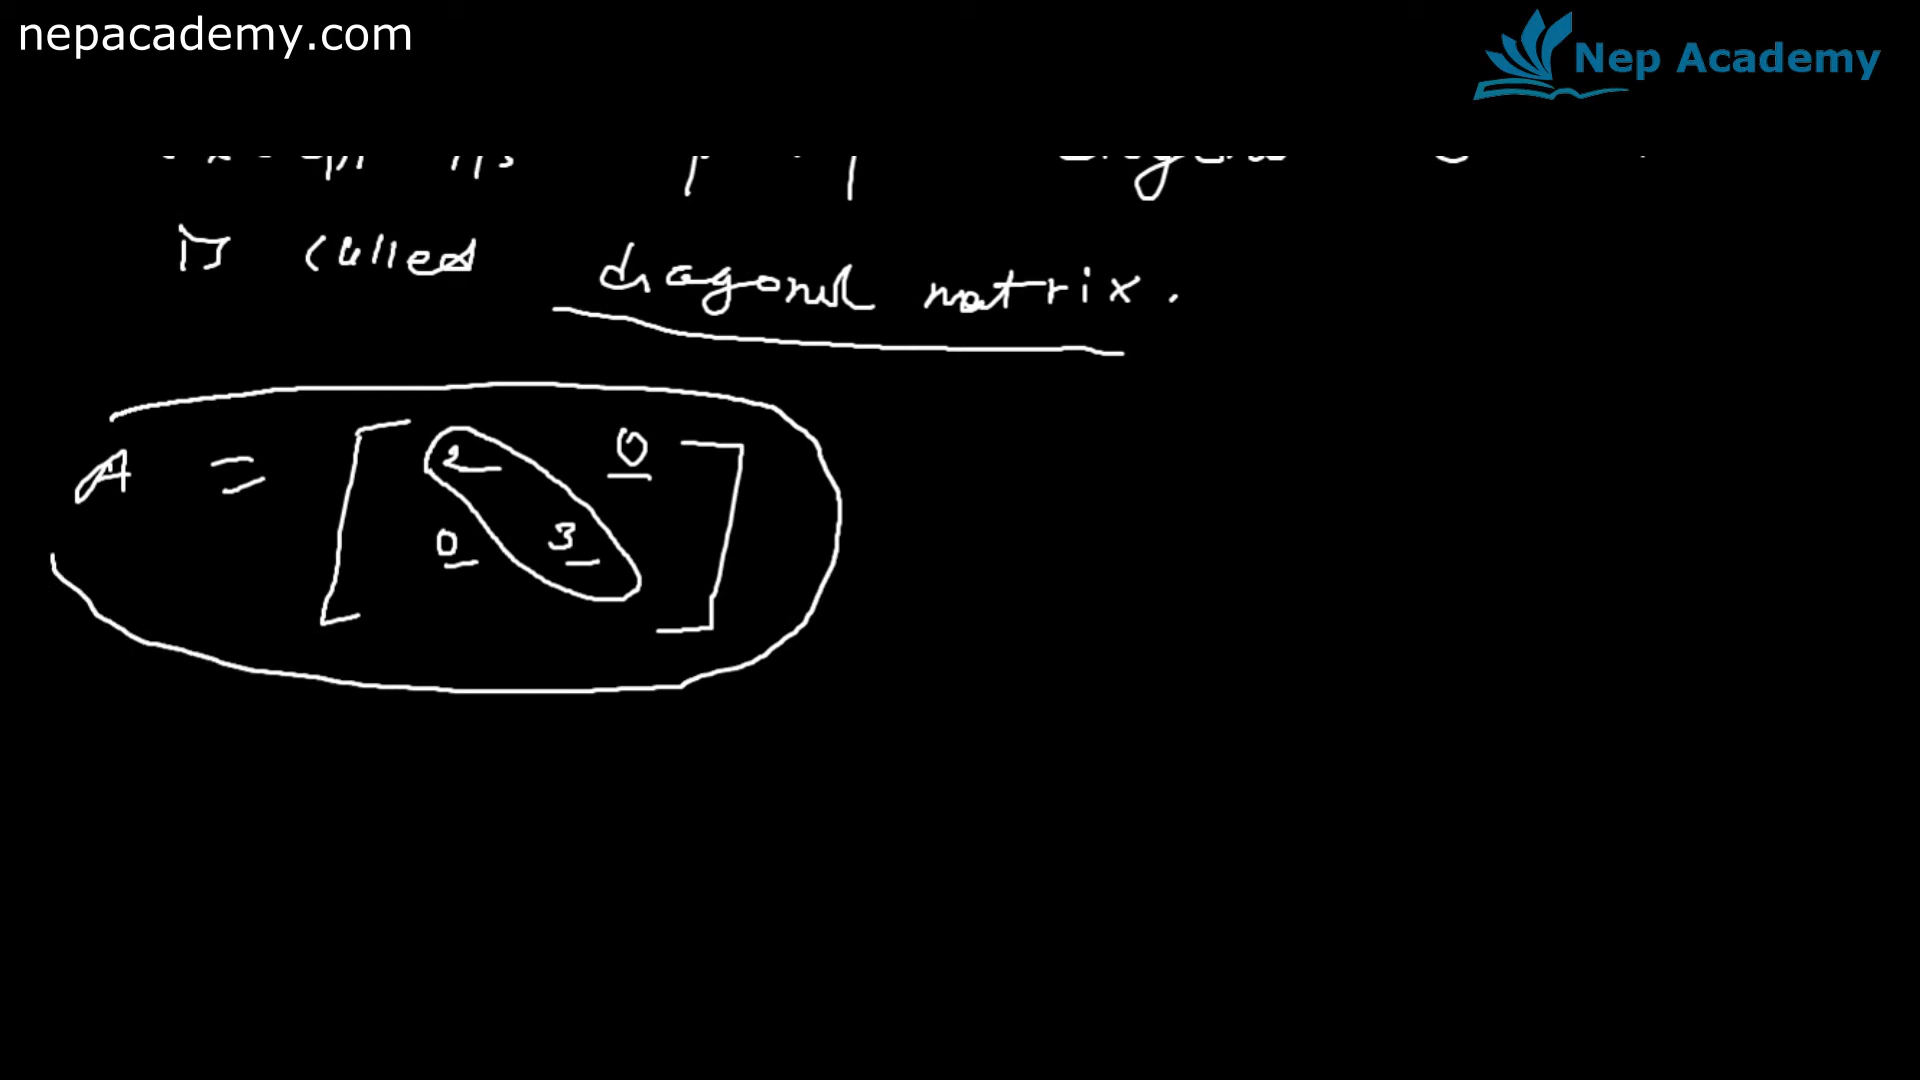 nepacademy.com
Nep Academy
is called diagonal matrix.
A = [ 2 0
0 3 ]